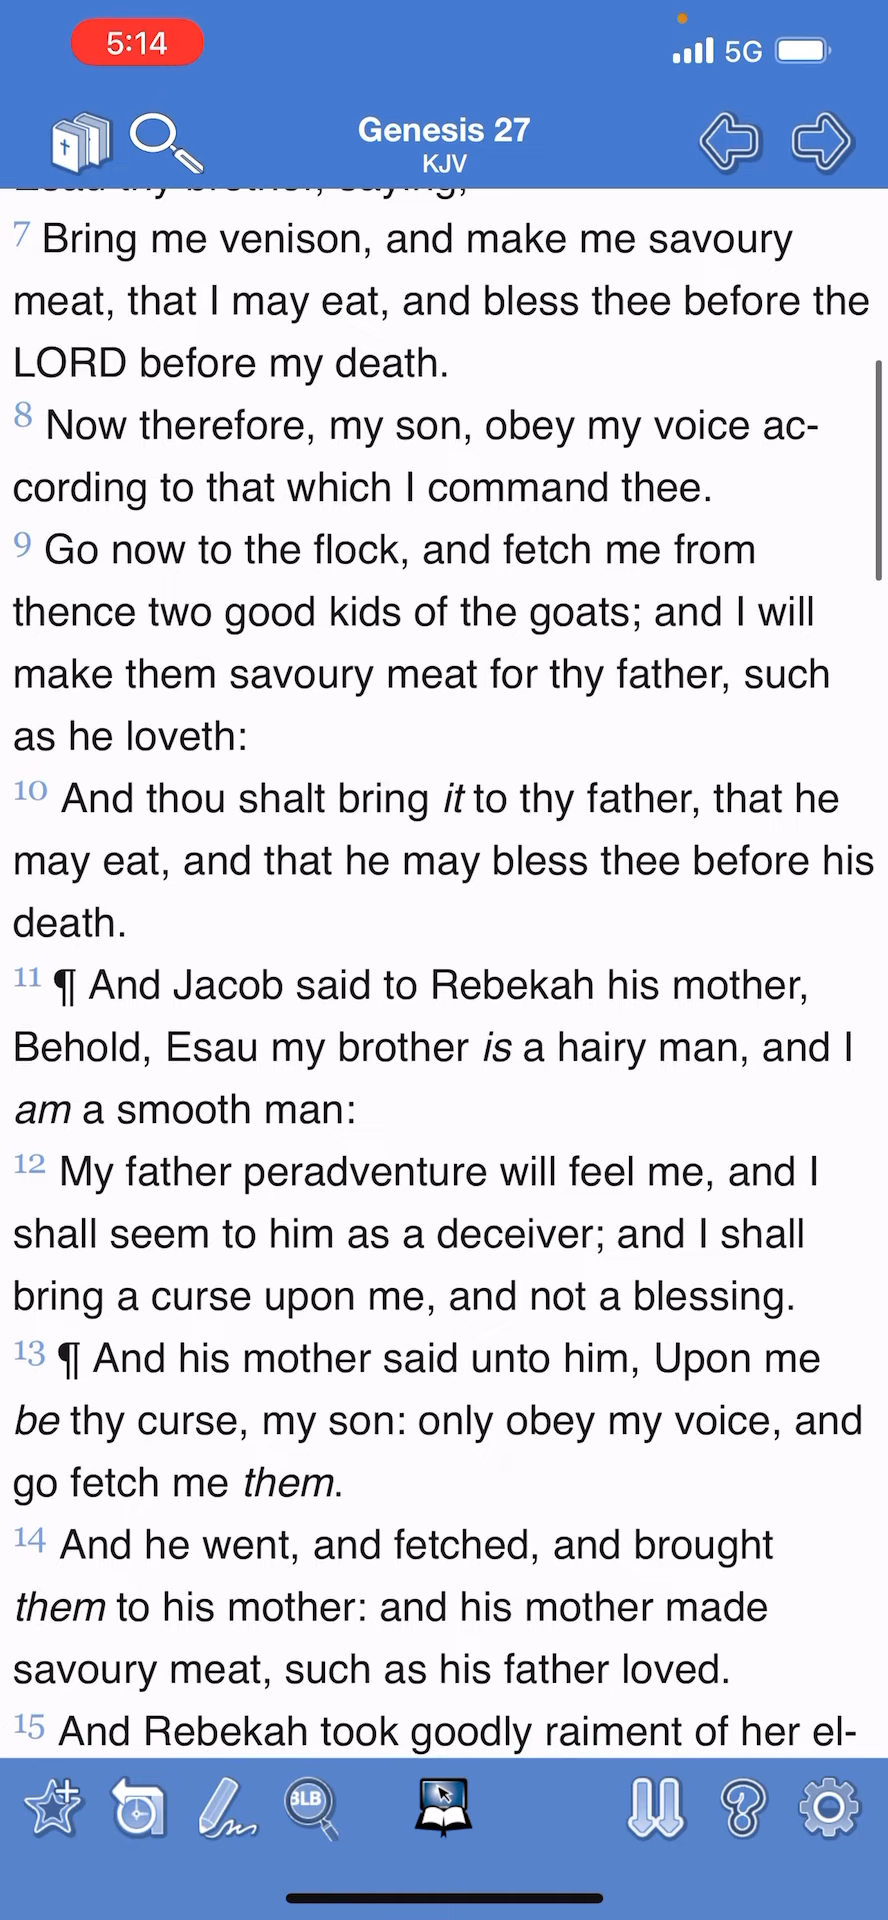 5:14
5G
Genesis 27
KJV
Esau thy brother, saying,
7 Bring me venison, and make me savoury
meat, that I may eat, and bless thee before the
LORD before my death.
8 Now therefore, my son, obey my voice ac-
cording to that which I command thee.
9 Go now to the flock, and fetch me from
thence two good kids of the goats; and I will
make them savoury meat for thy father, such
as he loveth:
10 And thou shalt bring it to thy father, that he
may eat, and that he may bless thee before his
death.
11 ¶ And Jacob said to Rebekah his mother,
Behold, Esau my brother is a hairy man, and I
am a smooth man:
12 My father peradventure will feel me, and I
shall seem to him as a deceiver; and I shall
bring a curse upon me, and not a blessing.
13 ¶ And his mother said unto him, Upon me
be thy curse, my son: only obey my voice, and
go fetch me them.
14 And he went, and fetched, and brought
them to his mother: and his mother made
savoury meat, such as his father loved.
15 And Rebekah took goodly raiment of her el-
BLB